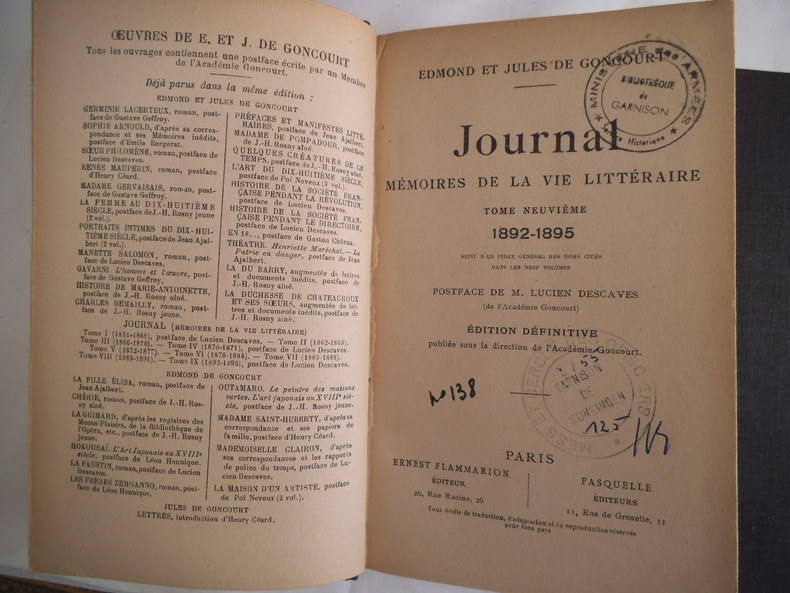 ŒUVRES DE E. ET J. DE GONCOURT
Tous les ouvrages contiennent une postface écrite par un Membre
de l'Académie Goncourt.
Déjà parus dans la même édition :
EDMOND ET JULES DE GONCOURT
GERMINIE LACERTEUX, roman, post-
face de Gustave Geffroy.
SOPHIE ARNOULD, d'après sa corres-
pondance et ses Mémoires inédits,
postface d'Emile Bergerat.
SŒUR PHILOMÈNE, roman, postface de
Lucien Descaves.
RENÉE MAUPERIN, roman, postface
d'Henry Céard.
MADAME GERVAISAIS, roman, post-
face de Gustave Geffroy.
LA FEMME AU DIX-HUITIÈME
SIÈCLE, postface de J.-H. Rosny jeune
(2 vol.).
PORTRAITS INTIMES DU DIX-HUI-
TIÈME SIÈCLE, postface de Jean Ajal-
bert (2 vol.).
MANETTE SALOMON, roman, postface
de Lucien Descaves.
GAVARNI. L'homme et l'œuvre, post-
face de Gustave Geffroy.
HISTOIRE DE MARIE-ANTOINETTE,
postface de J.-H. Rosny aîné.
CHARLES DEMAILLY, roman, post-
face de J.-H. Rosny jeune.
PRÉFACES ET MANIFESTES LITTÉ-
RAIRES, postface de Jean Ajalbert.
MADAME DE POMPADOUR, postface
de J.-H. Rosny aîné.
QUELQUES CRÉATURES DE CE
TEMPS, postface de J.-H. Rosny aîné.
L'ART DU DIX-HUITIÈME SIÈCLE,
postface de Pol Neveux (3 vol.).
HISTOIRE DE LA SOCIÉTÉ FRAN-
ÇAISE PENDANT LA RÉVOLUTION,
postface de Lucien Descaves.
HISTOIRE DE LA SOCIÉTÉ FRAN-
ÇAISE PENDANT LE DIRECTOIRE,
postface de Lucien Descaves.
EN 18.., postface de Gaston Chérau.
THÉATRE. Henriette Maréchal. — La
Patrie en danger, postface de Jean
Ajalbert.
LA DU BARRY, augmentée de lettres
et documents inédits, postface de
J.-H. Rosny aîné.
LA DUCHESSE DE CHATEAUROUX
ET SES SŒURS, augmentée de let-
tres et documents inédits, postface de
J.-H. Rosny aîné.
JOURNAL (MÉMOIRES DE LA VIE LITTÉRAIRE)
Tome I (1851-1861), postface de Lucien Descaves. — Tome II (1862-1865).
Tome III (1866-1870). — Tome IV (1870-1871), postface de Lucien Descaves.
Tome V (1872-1877). — Tome VI (1878-1884). — Tome VII (1885-1888).
Tome VIII (1889-1891). — Tome IX (1892-1895), postface de Lucien Descaves.
EDMOND DE GONCOURT
LA FILLE ÉLISA, roman, postface de
Jean Ajalbert.
CHÉRIE, roman, postface de J.-H. Ros-
ny aîné.
LA GUIMARD, d'après les registres des
Menus-Plaisirs, de la Bibliothèque de
l'Opéra, etc., postface de J.-H. Rosny
jeune.
HOKOUSAÏ. L'Art Japonais au XVIIIe
siècle, postface de Léon Hennique.
LA FAUSTIN, roman, postface de Lucien
Descaves.
LES FRÈRES ZEMGANNO, roman, post-
face de Léon Hennique.
OUTAMARO. Le peintre des maisons
vertes. L'art japonais au XVIIIe siè-
cle, postface de J.-H. Rosny jeune.
MADAME SAINT-HUBERTY, d'après sa
correspondance et ses papiers de
famille, postface d'Henry Céard.
MADEMOISELLE CLAIRON, d'après
ses correspondances et les rapports
de police du temps, postface de Lu-
cien Descaves.
LA MAISON D'UN ARTISTE, postface
de Pol Neveux (2 vol.).
JULES DE GONCOURT
LETTRES, introduction d'Henry Céard.
EDMOND ET JULES DE GONCOURT
MINISTÈRE des ARMÉES
BIBLIOTHÈQUE
de
GARNISON
Historique
Journal
MÉMOIRES DE LA VIE LITTÉRAIRE
TOME NEUVIÈME
1892-1895
SUIVI D'UN INDEX GÉNÉRAL DES NOMS CITÉS
DANS LES NEUF VOLUMES
POSTFACE DE M. LUCIEN DESCAVES
(de l'Académie Goncourt)
ÉDITION DÉFINITIVE
publiée sous la direction de l'Académie Goncourt.
No 138
MESS ET CERCLE
GARNISON
DE
125
PARIS
ERNEST FLAMMARION
ÉDITEUR
26, Rue Racine, 26
FASQUELLE
ÉDITEURS
11, Rue de Grenelle, 11
Tous droits de traduction, d'adaptation et de reproduction réservés
pour tous pays